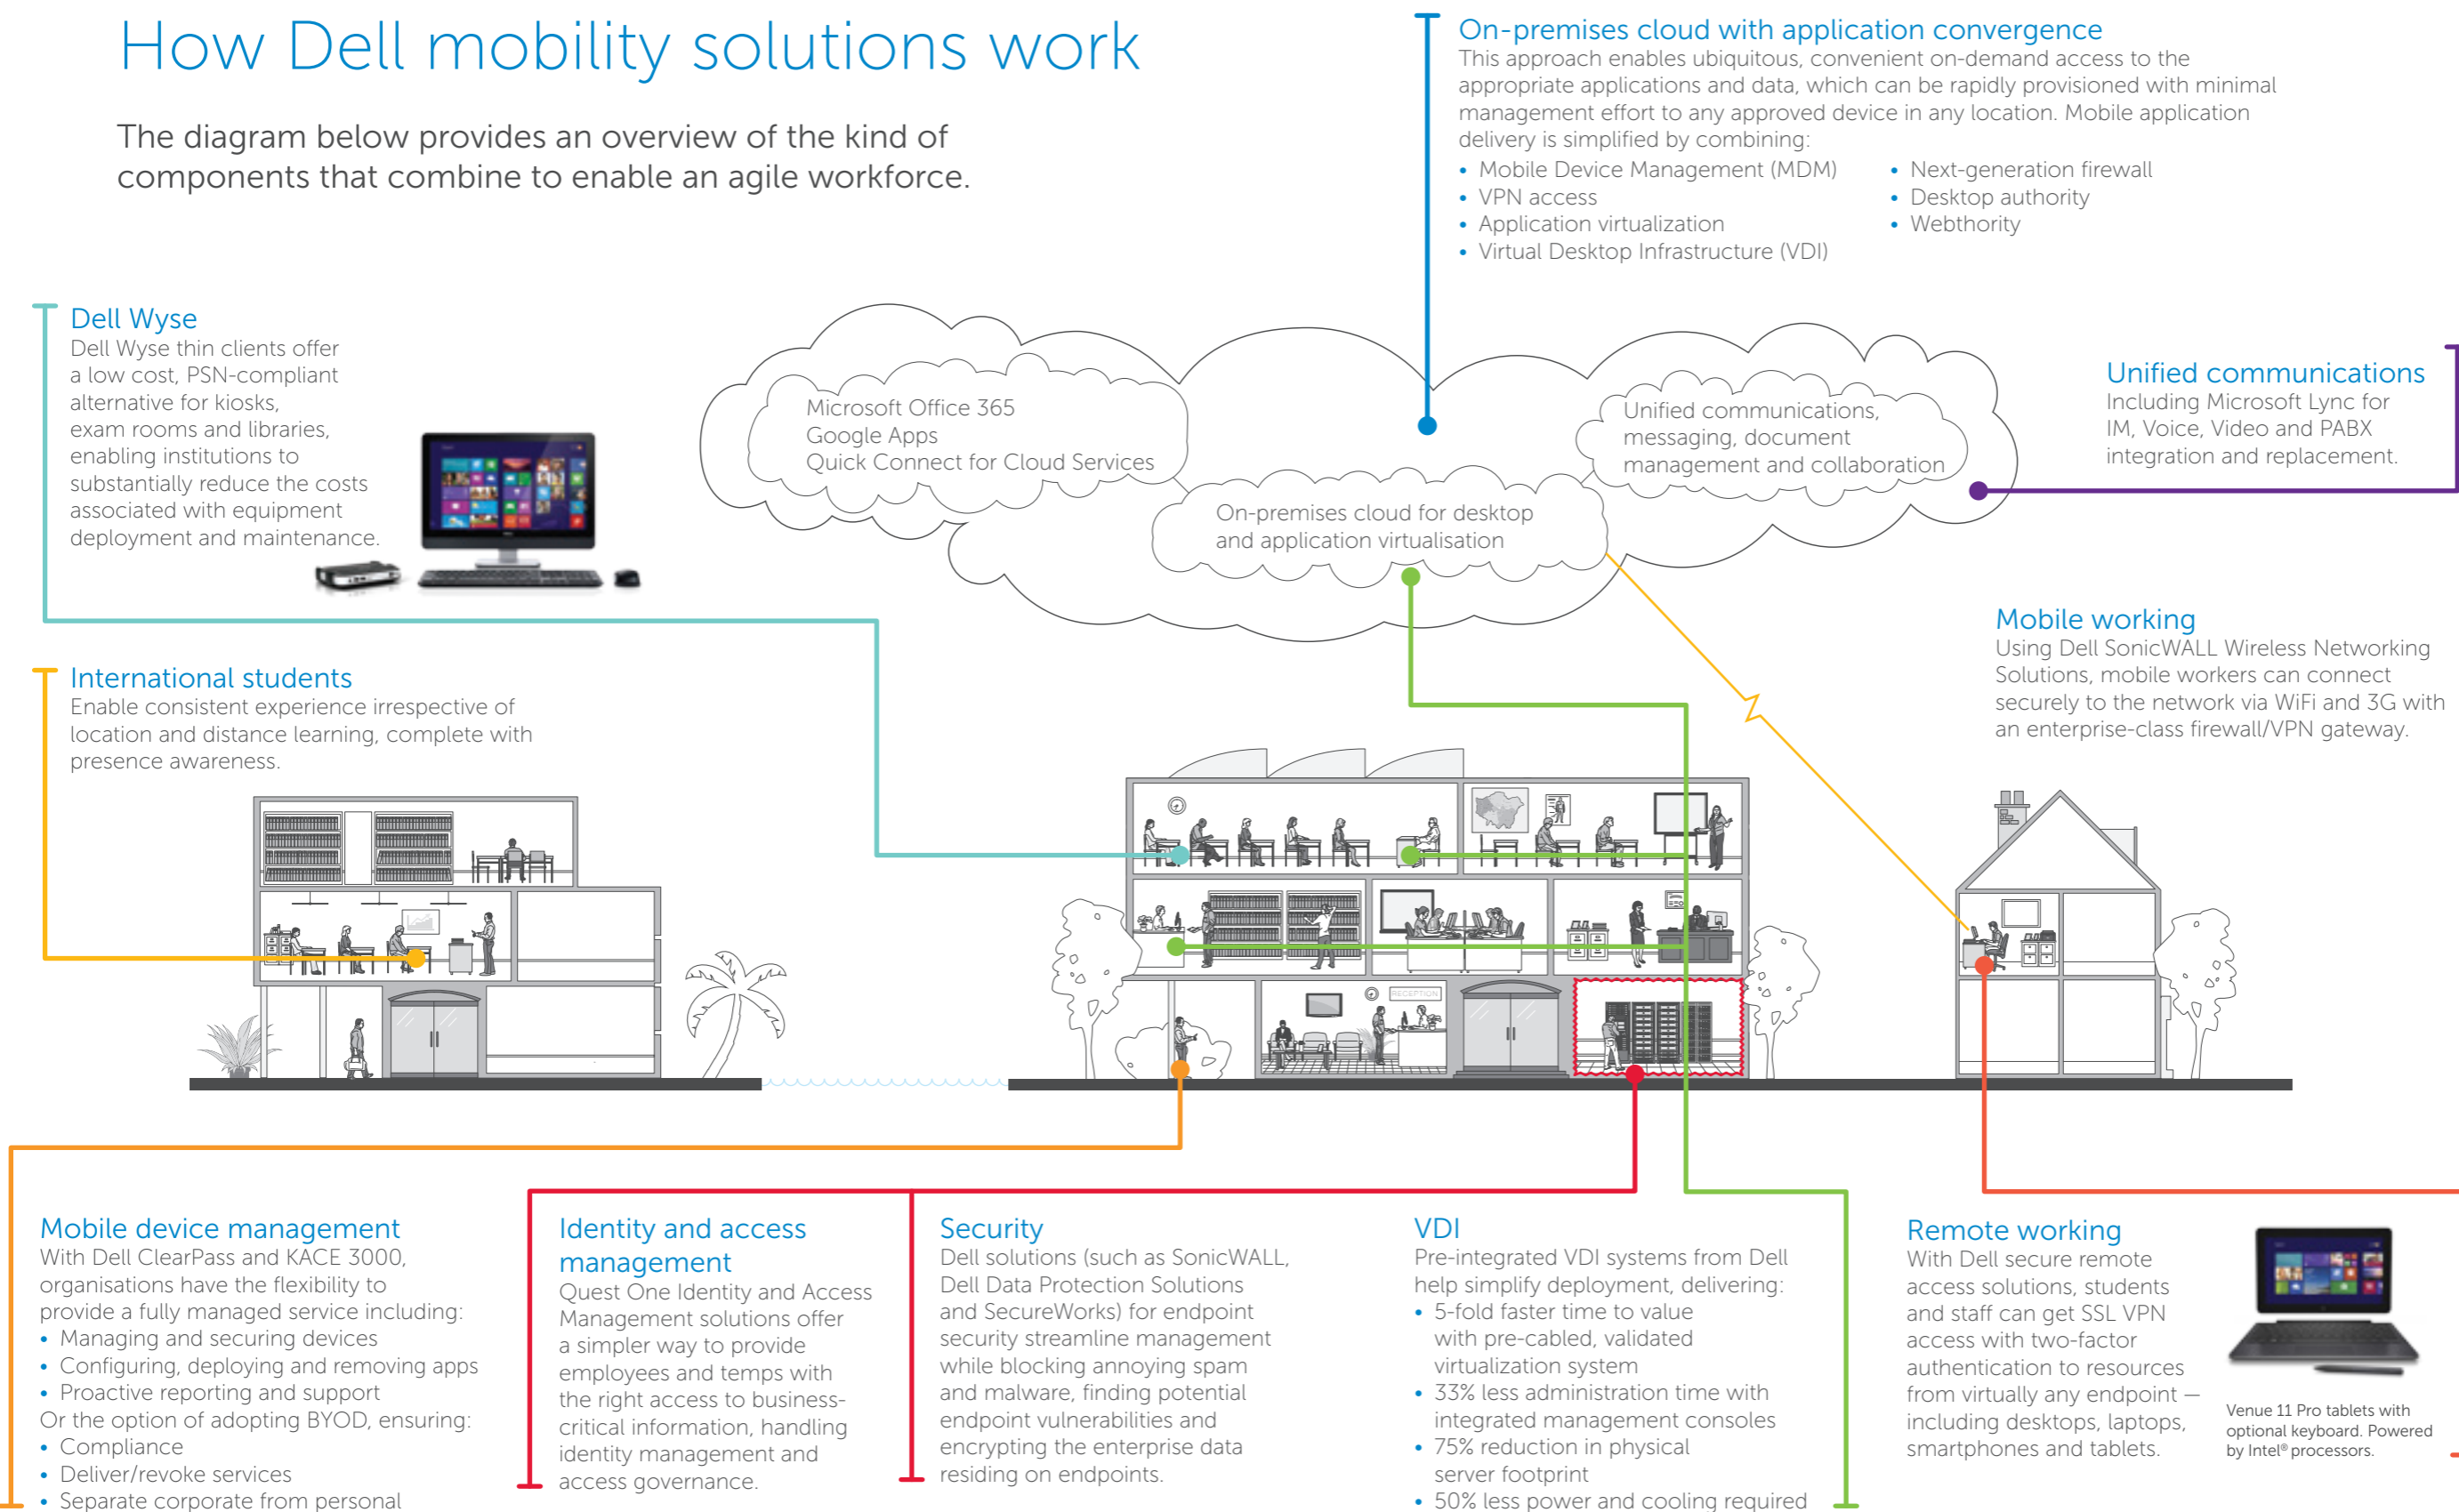 How Dell mobility solutions work
The diagram below provides an overview of the kind of
components that combine to enable an agile workforce.
On-premises cloud with application convergence
This approach enables ubiquitous, convenient on-demand access to the
appropriate applications and data, which can be rapidly provisioned with minimal
management effort to any approved device in any location. Mobile application
delivery is simplified by combining:
• Mobile Device Management (MDM)
• VPN access
• Application virtualization
• Virtual Desktop Infrastructure (VDI)
• Next-generation firewall
• Desktop authority
• Webthority
Dell Wyse
Dell Wyse thin clients offer
a low cost, PSN-compliant
alternative for kiosks,
exam rooms and libraries,
enabling institutions to
substantially reduce the costs
associated with equipment
deployment and maintenance.
Microsoft Office 365
Google Apps
Quick Connect for Cloud Services
On-premises cloud for desktop
and application virtualisation
Unified communications,
messaging, document
management and collaboration
Unified communications
Including Microsoft Lync for
IM, Voice, Video and PABX
integration and replacement.
International students
Enable consistent experience irrespective of
location and distance learning, complete with
presence awareness.
Mobile working
Using Dell SonicWALL Wireless Networking
Solutions, mobile workers can connect
securely to the network via WiFi and 3G with
an enterprise-class firewall/VPN gateway.
RECEPTION
Mobile device management
With Dell ClearPass and KACE 3000,
organisations have the flexibility to
provide a fully managed service including:
• Managing and securing devices
• Configuring, deploying and removing apps
• Proactive reporting and support
Or the option of adopting BYOD, ensuring:
• Compliance
• Deliver/revoke services
• Separate corporate from personal
Identity and access
management
Quest One Identity and Access
Management solutions offer
a simpler way to provide
employees and temps with
the right access to business-
critical information, handling
identity management and
access governance.
Security
Dell solutions (such as SonicWALL,
Dell Data Protection Solutions
and SecureWorks) for endpoint
security streamline management
while blocking annoying spam
and malware, finding potential
endpoint vulnerabilities and
encrypting the enterprise data
residing on endpoints.
VDI
Pre-integrated VDI systems from Dell
help simplify deployment, delivering:
• 5-fold faster time to value
with pre-cabled, validated
virtualization system
• 33% less administration time with
integrated management consoles
• 75% reduction in physical
server footprint
• 50% less power and cooling required
Remote working
With Dell secure remote
access solutions, students
and staff can get SSL VPN
access with two-factor
authentication to resources
from virtually any endpoint —
including desktops, laptops,
smartphones and tablets.
Venue 11 Pro tablets with
optional keyboard. Powered
by Intel® processors.